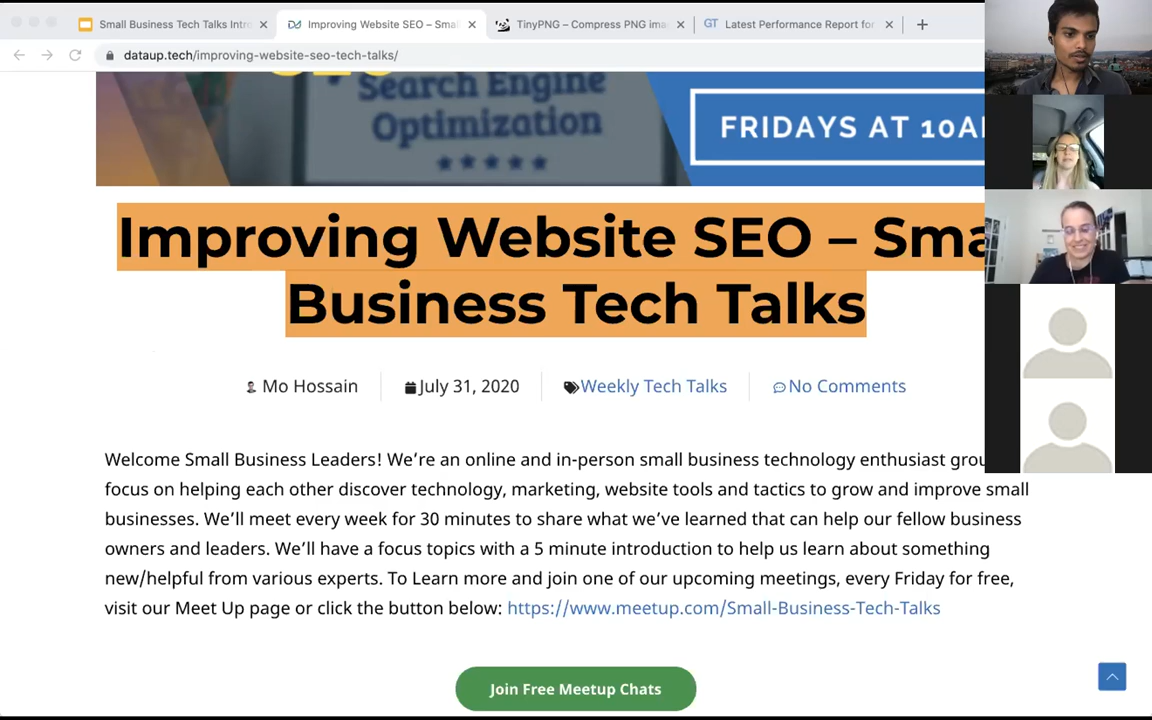 Small Business Tech Talks Intro
Improving Website SEO – Smal
TinyPNG – Compress PNG ima
GT Latest Performance Report for
dataup.tech/improving-website-seo-tech-talks/
Search Engine
Optimization
FRIDAYS AT 10A
Improving Website SEO – Sma
Business Tech Talks
Mo Hossain
July 31, 2020
Weekly Tech Talks
No Comments
Welcome Small Business Leaders! We're an online and in-person small business technology enthusiast grou
focus on helping each other discover technology, marketing, website tools and tactics to grow and improve small
businesses. We'll meet every week for 30 minutes to share what we've learned that can help our fellow business
owners and leaders. We'll have a focus topics with a 5 minute introduction to help us learn about something
new/helpful from various experts. To Learn more and join one of our upcoming meetings, every Friday for free,
visit our Meet Up page or click the button below: https://www.meetup.com/Small-Business-Tech-Talks
Join Free Meetup Chats